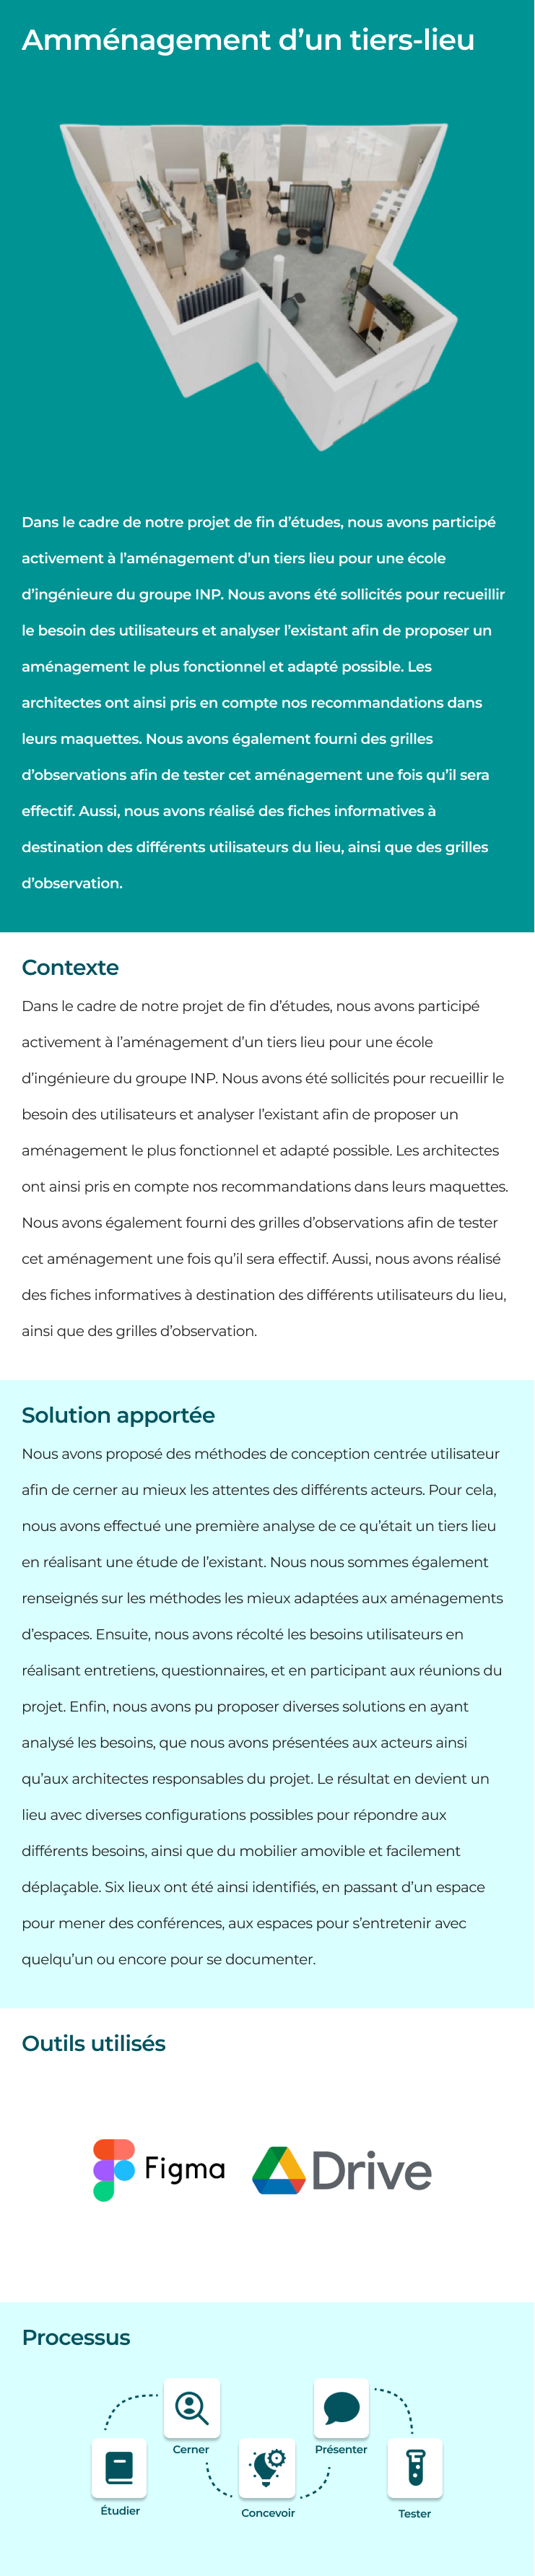 Amménagement d’un tiers-lieu
Dans le cadre de notre projet de fin d’études, nous avons participé
activement à l’aménagement d’un tiers lieu pour une école
d’ingénieure du groupe INP. Nous avons été sollicités pour recueillir
le besoin des utilisateurs et analyser l’existant afin de proposer un
aménagement le plus fonctionnel et adapté possible. Les
architectes ont ainsi pris en compte nos recommandations dans
leurs maquettes. Nous avons également fourni des grilles
d’observations afin de tester cet aménagement une fois qu’il sera
effectif. Aussi, nous avons réalisé des fiches informatives à
destination des différents utilisateurs du lieu, ainsi que des grilles
d’observation.
Contexte
Dans le cadre de notre projet de fin d’études, nous avons participé
activement à l’aménagement d’un tiers lieu pour une école
d’ingénieure du groupe INP. Nous avons été sollicités pour recueillir le
besoin des utilisateurs et analyser l’existant afin de proposer un
aménagement le plus fonctionnel et adapté possible. Les architectes
ont ainsi pris en compte nos recommandations dans leurs maquettes.
Nous avons également fourni des grilles d’observations afin de tester
cet aménagement une fois qu’il sera effectif. Aussi, nous avons réalisé
des fiches informatives à destination des différents utilisateurs du lieu,
ainsi que des grilles d’observation.
Solution apportée
Nous avons proposé des méthodes de conception centrée utilisateur
afin de cerner au mieux les attentes des différents acteurs. Pour cela,
nous avons effectué une première analyse de ce qu’était un tiers lieu
en réalisant une étude de l’existant. Nous nous sommes également
renseignés sur les méthodes les mieux adaptées aux aménagements
d’espaces. Ensuite, nous avons récolté les besoins utilisateurs en
réalisant entretiens, questionnaires, et en participant aux réunions du
projet. Enfin, nous avons pu proposer diverses solutions en ayant
analysé les besoins, que nous avons présentées aux acteurs ainsi
qu’aux architectes responsables du projet. Le résultat en devient un
lieu avec diverses configurations possibles pour répondre aux
différents besoins, ainsi que du mobilier amovible et facilement
déplaçable. Six lieux ont été ainsi identifiés, en passant d’un espace
pour mener des conférences, aux espaces pour s’entretenir avec
quelqu’un ou encore pour se documenter.
Outils utilisés
Figma Drive
Processus
Cerner Présenter
Étudier Concevoir Tester